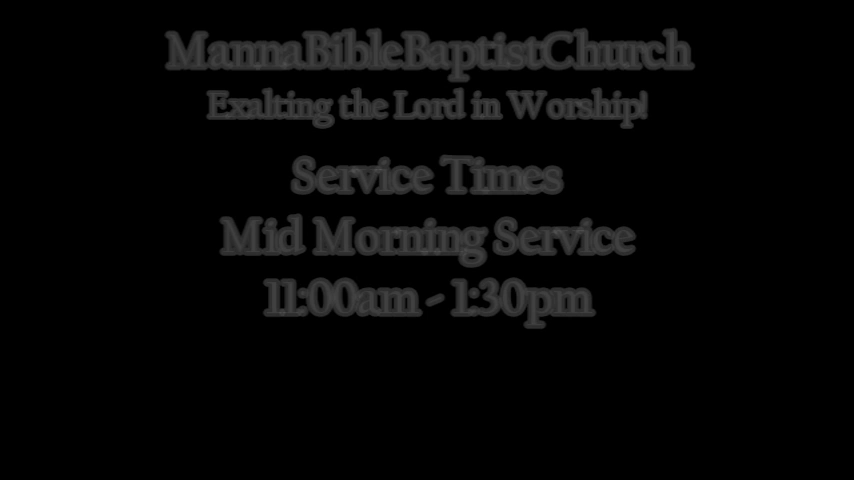 MannaBibleBaptistChurch
Exalting the Lord in Worship!
Service Times
Mid Morning Service
11:00am - 1:30pm